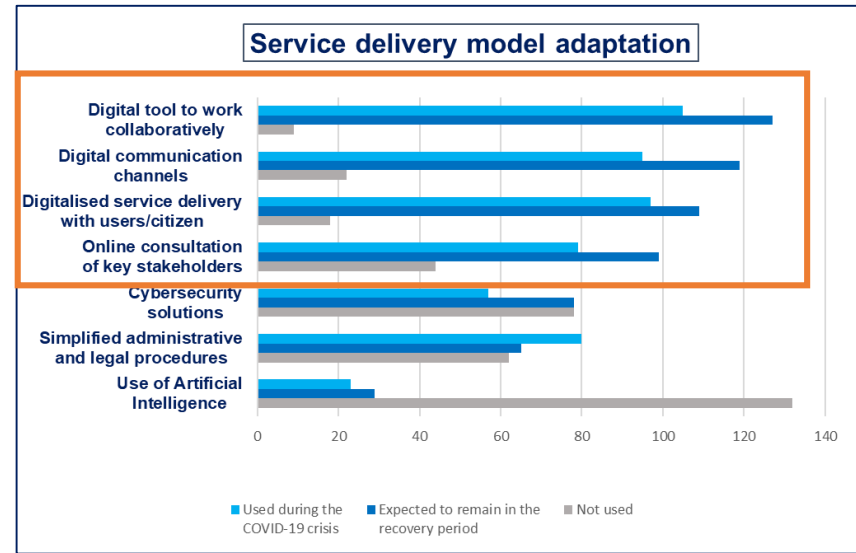 Service delivery model adaptation
Digital tool to work
collaboratively
Digital communication
channels
Digitalised service delivery
with users/citizen
Online consultation
of key stakeholders
Cybersecurity
solutions
Simplified administrative
and legal procedures
Use of Artificial
Intelligence
0 20 40 60 80 100 120 140
Used during the
COVID-19 crisis
Expected to remain in the
recovery period
Not used